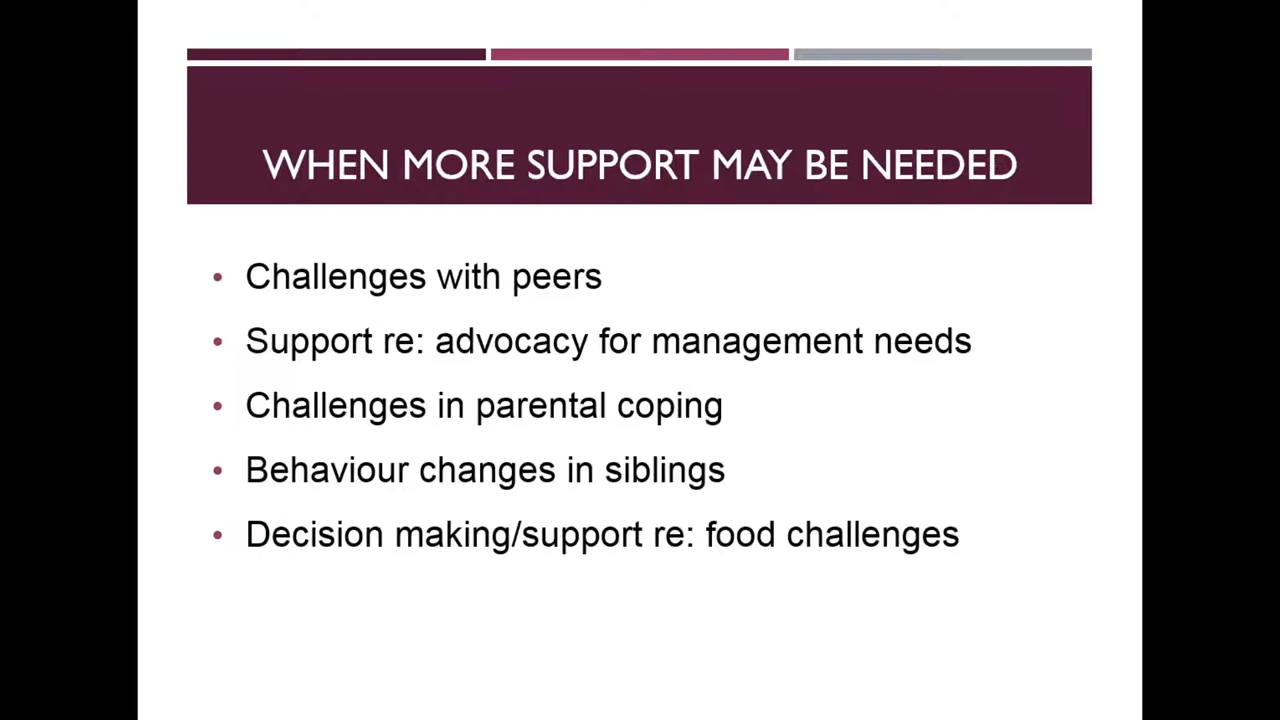 WHEN MORE SUPPORT MAY BE NEEDED
• Challenges with peers
• Support re: advocacy for management needs
• Challenges in parental coping
• Behaviour changes in siblings
• Decision making/support re: food challenges